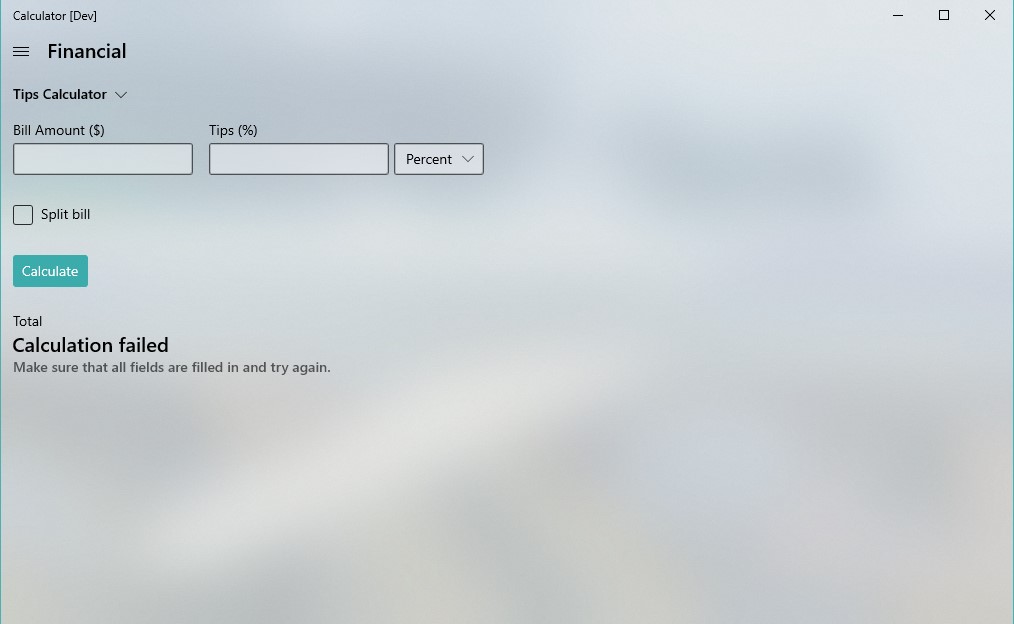 Calculator [Dev]
Financial
Tips Calculator
Bill Amount ($) Tips (%)
Percent
Split bill
Calculate
Total
Calculation failed
Make sure that all fields are filled in and try again.